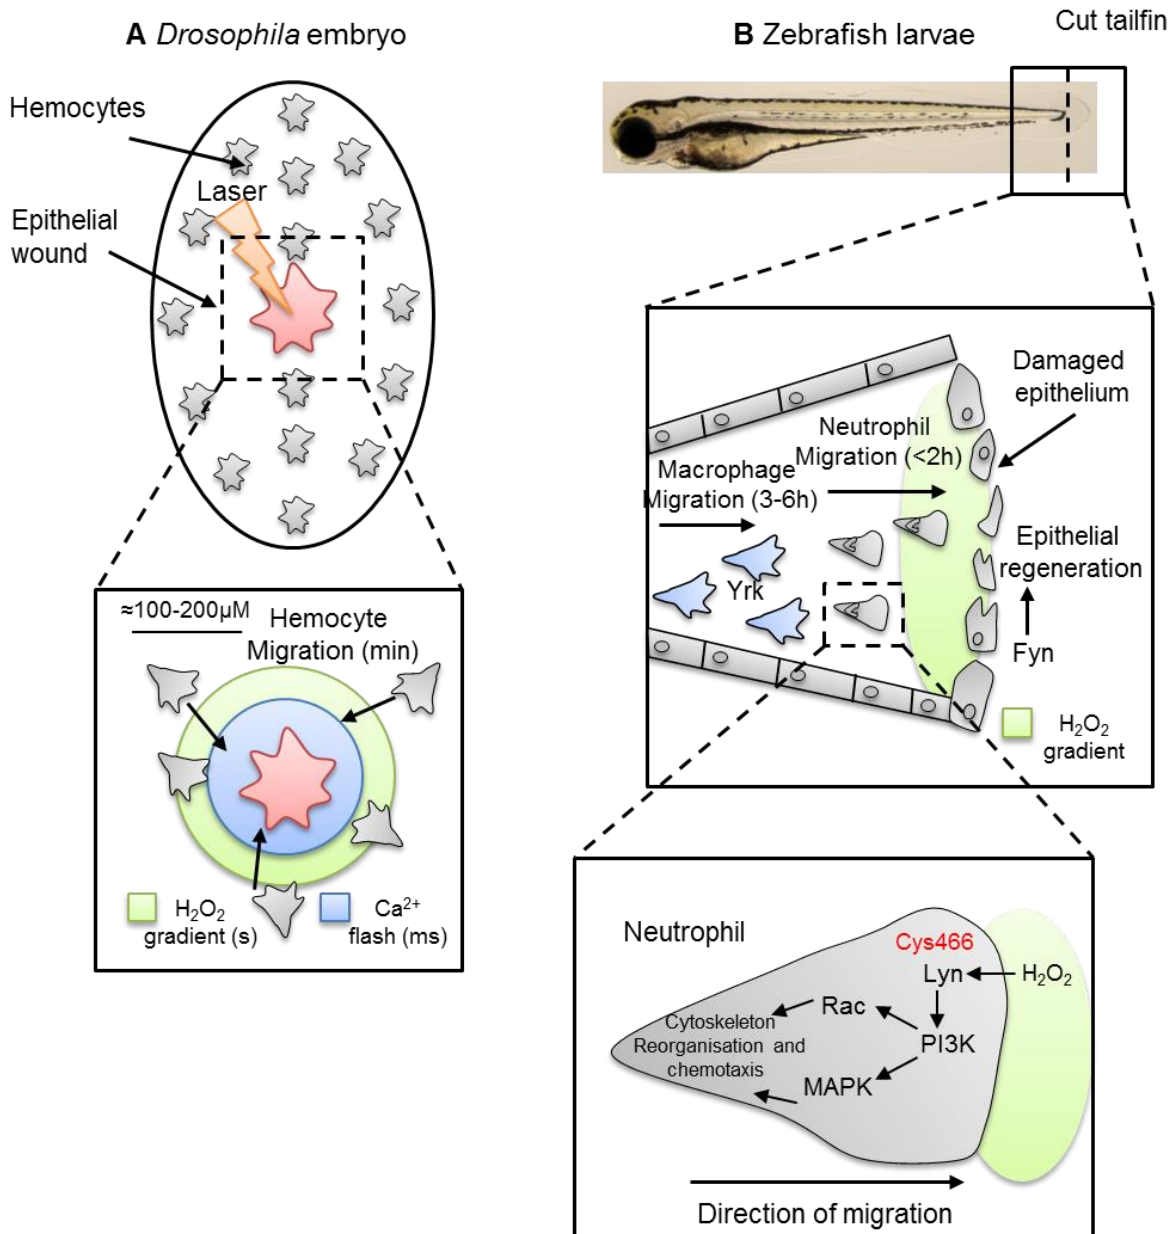 A Drosophila embryo
Hemocytes
Laser
Epithelial
wound
≈100-200µM
Hemocyte
Migration (min)
H₂O₂
gradient (s)
Ca²⁺
flash (ms)
B Zebrafish larvae
Cut tailfin
Damaged
epithelium
Neutrophil
Migration (<2h)
Macrophage
Migration (3-6h)
Yrk
Epithelial
regeneration
Fyn
H₂O₂
gradient
Neutrophil
Cys466
Lyn
H₂O₂
Rac
PI3K
Cytoskeleton
Reorganisation and
chemotaxis
MAPK
Direction of migration